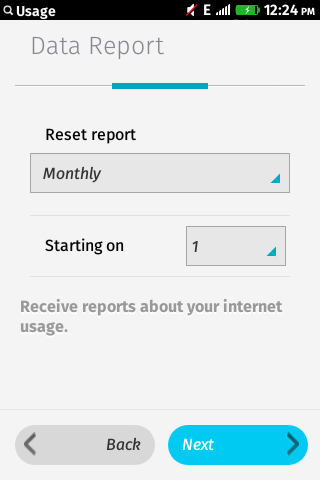 Usage
E
12:24 PM
Data Report
Reset report
Monthly
Starting on
1
Receive reports about your internet
usage.
Back
Next